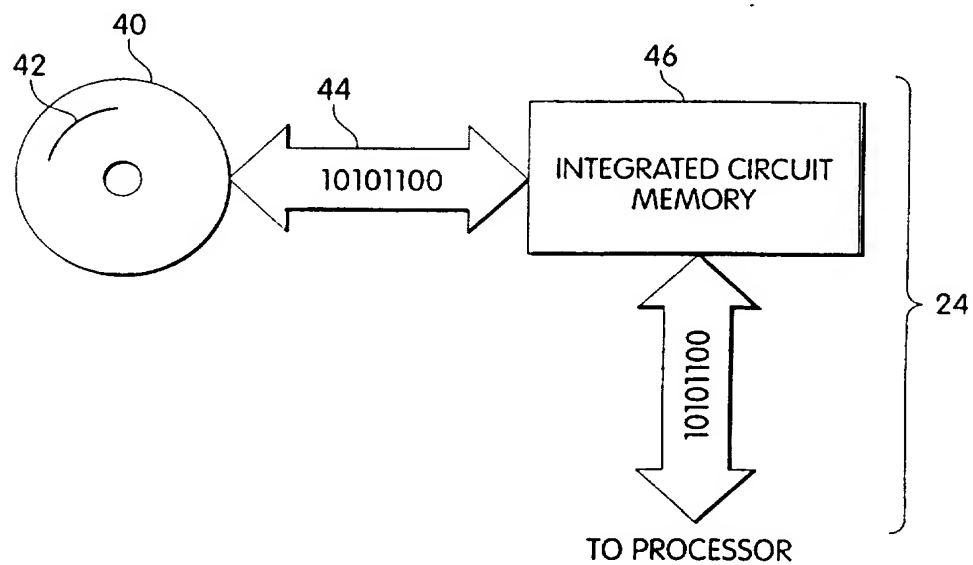 40
42
44
46
10101100
INTEGRATED CIRCUIT
MEMORY
24
10101100
TO PROCESSOR